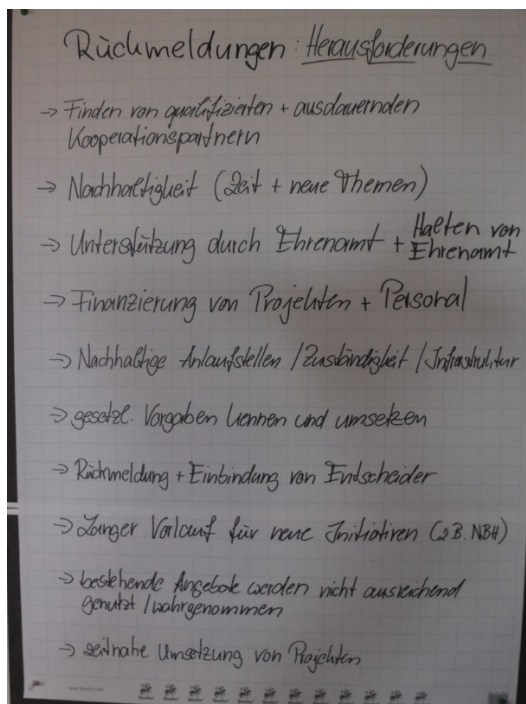 Rückmeldungen: Herausforderungen
→ Finden von qualifizierten + ausdauernden
Kooperationspartnern
→ Nachhaltigkeit (Zeit + neue Themen)
→ Unterstützung durch Ehrenamt + Halten von
Ehrenamt
→ Finanzierung von Projekten + Personal
→ Nachhaltige Anlaufstellen / Zuständigkeit / Infrastruktur
→ gesetzl. Vorgaben kennen und umsetzen
→ Rückmeldung + Einbindung von Entscheider
→ Langer Vorlauf für neue Initiativen (z.B. NBH)
→ bestehende Angebote werden nicht ausreichend
genutzt / wahrgenommen
→ zeitnahe Umsetzung von Projekten